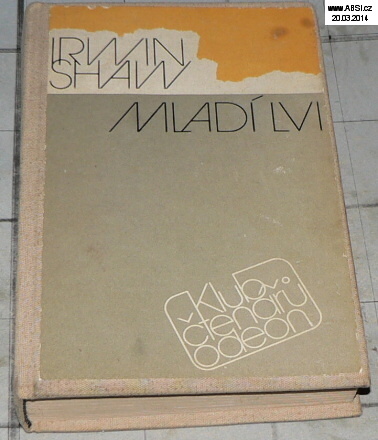 www.ABSi.cz
20.03.2014
IRWIN
SHAW
MLADÍ LVI
Klub
čtenářů
odeon